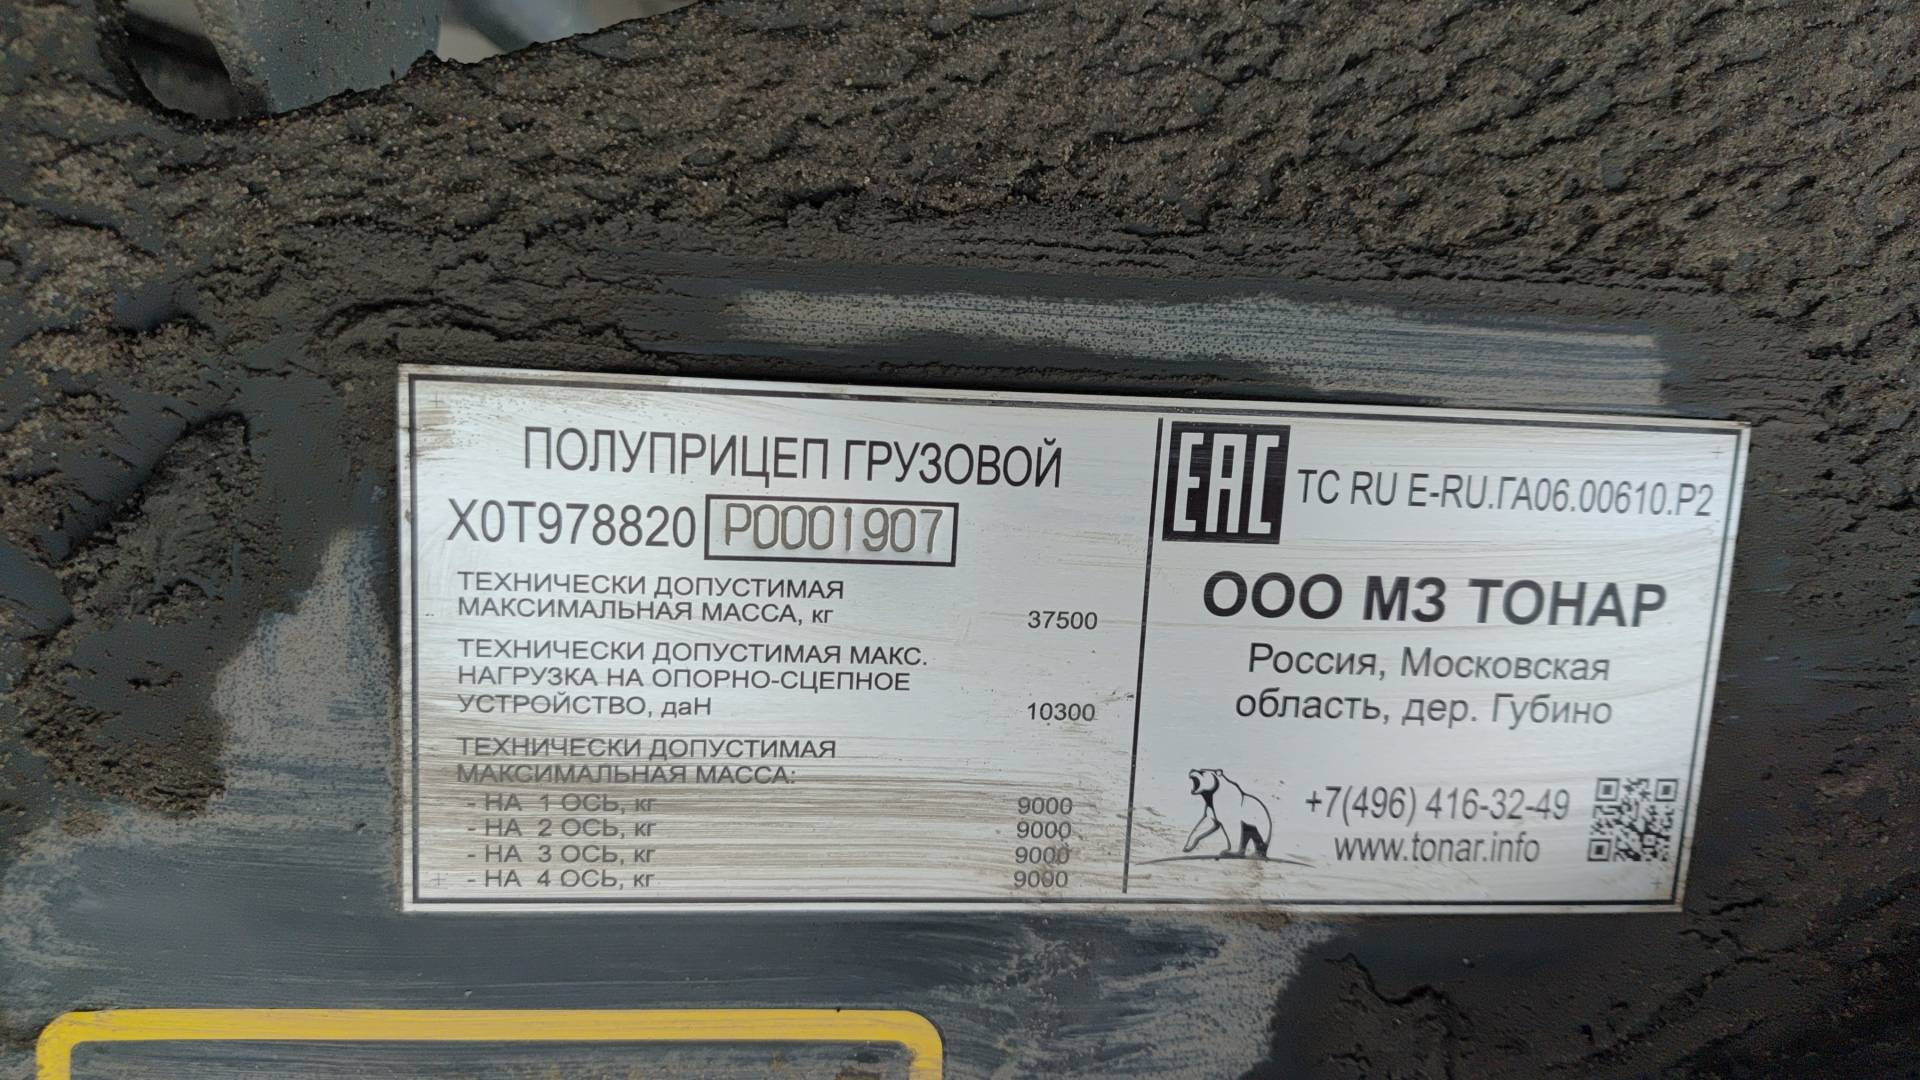 ПОЛУПРИЦЕП ГРУЗОВОЙ
X0T978820 P0001907
ТЕХНИЧЕСКИ ДОПУСТИМАЯ
МАКСИМАЛЬНАЯ МАССА, кг 37500
ТЕХНИЧЕСКИ ДОПУСТИМАЯ МАКС.
НАГРУЗКА НА ОПОРНО-СЦЕПНОЕ
УСТРОЙСТВО, даН 10300
ТЕХНИЧЕСКИ ДОПУСТИМАЯ
МАКСИМАЛЬНАЯ МАССА:
- НА 1 ОСЬ, кг 9000
- НА 2 ОСЬ, кг 9000
- НА 3 ОСЬ, кг 9000
- НА 4 ОСЬ, кг 9000
EAC ТС RU E-RU.ГА06.00610.Р2
ООО МЗ ТОНАР
Россия, Московская
область, дер. Губино
+7(496) 416-32-49
www.tonar.info